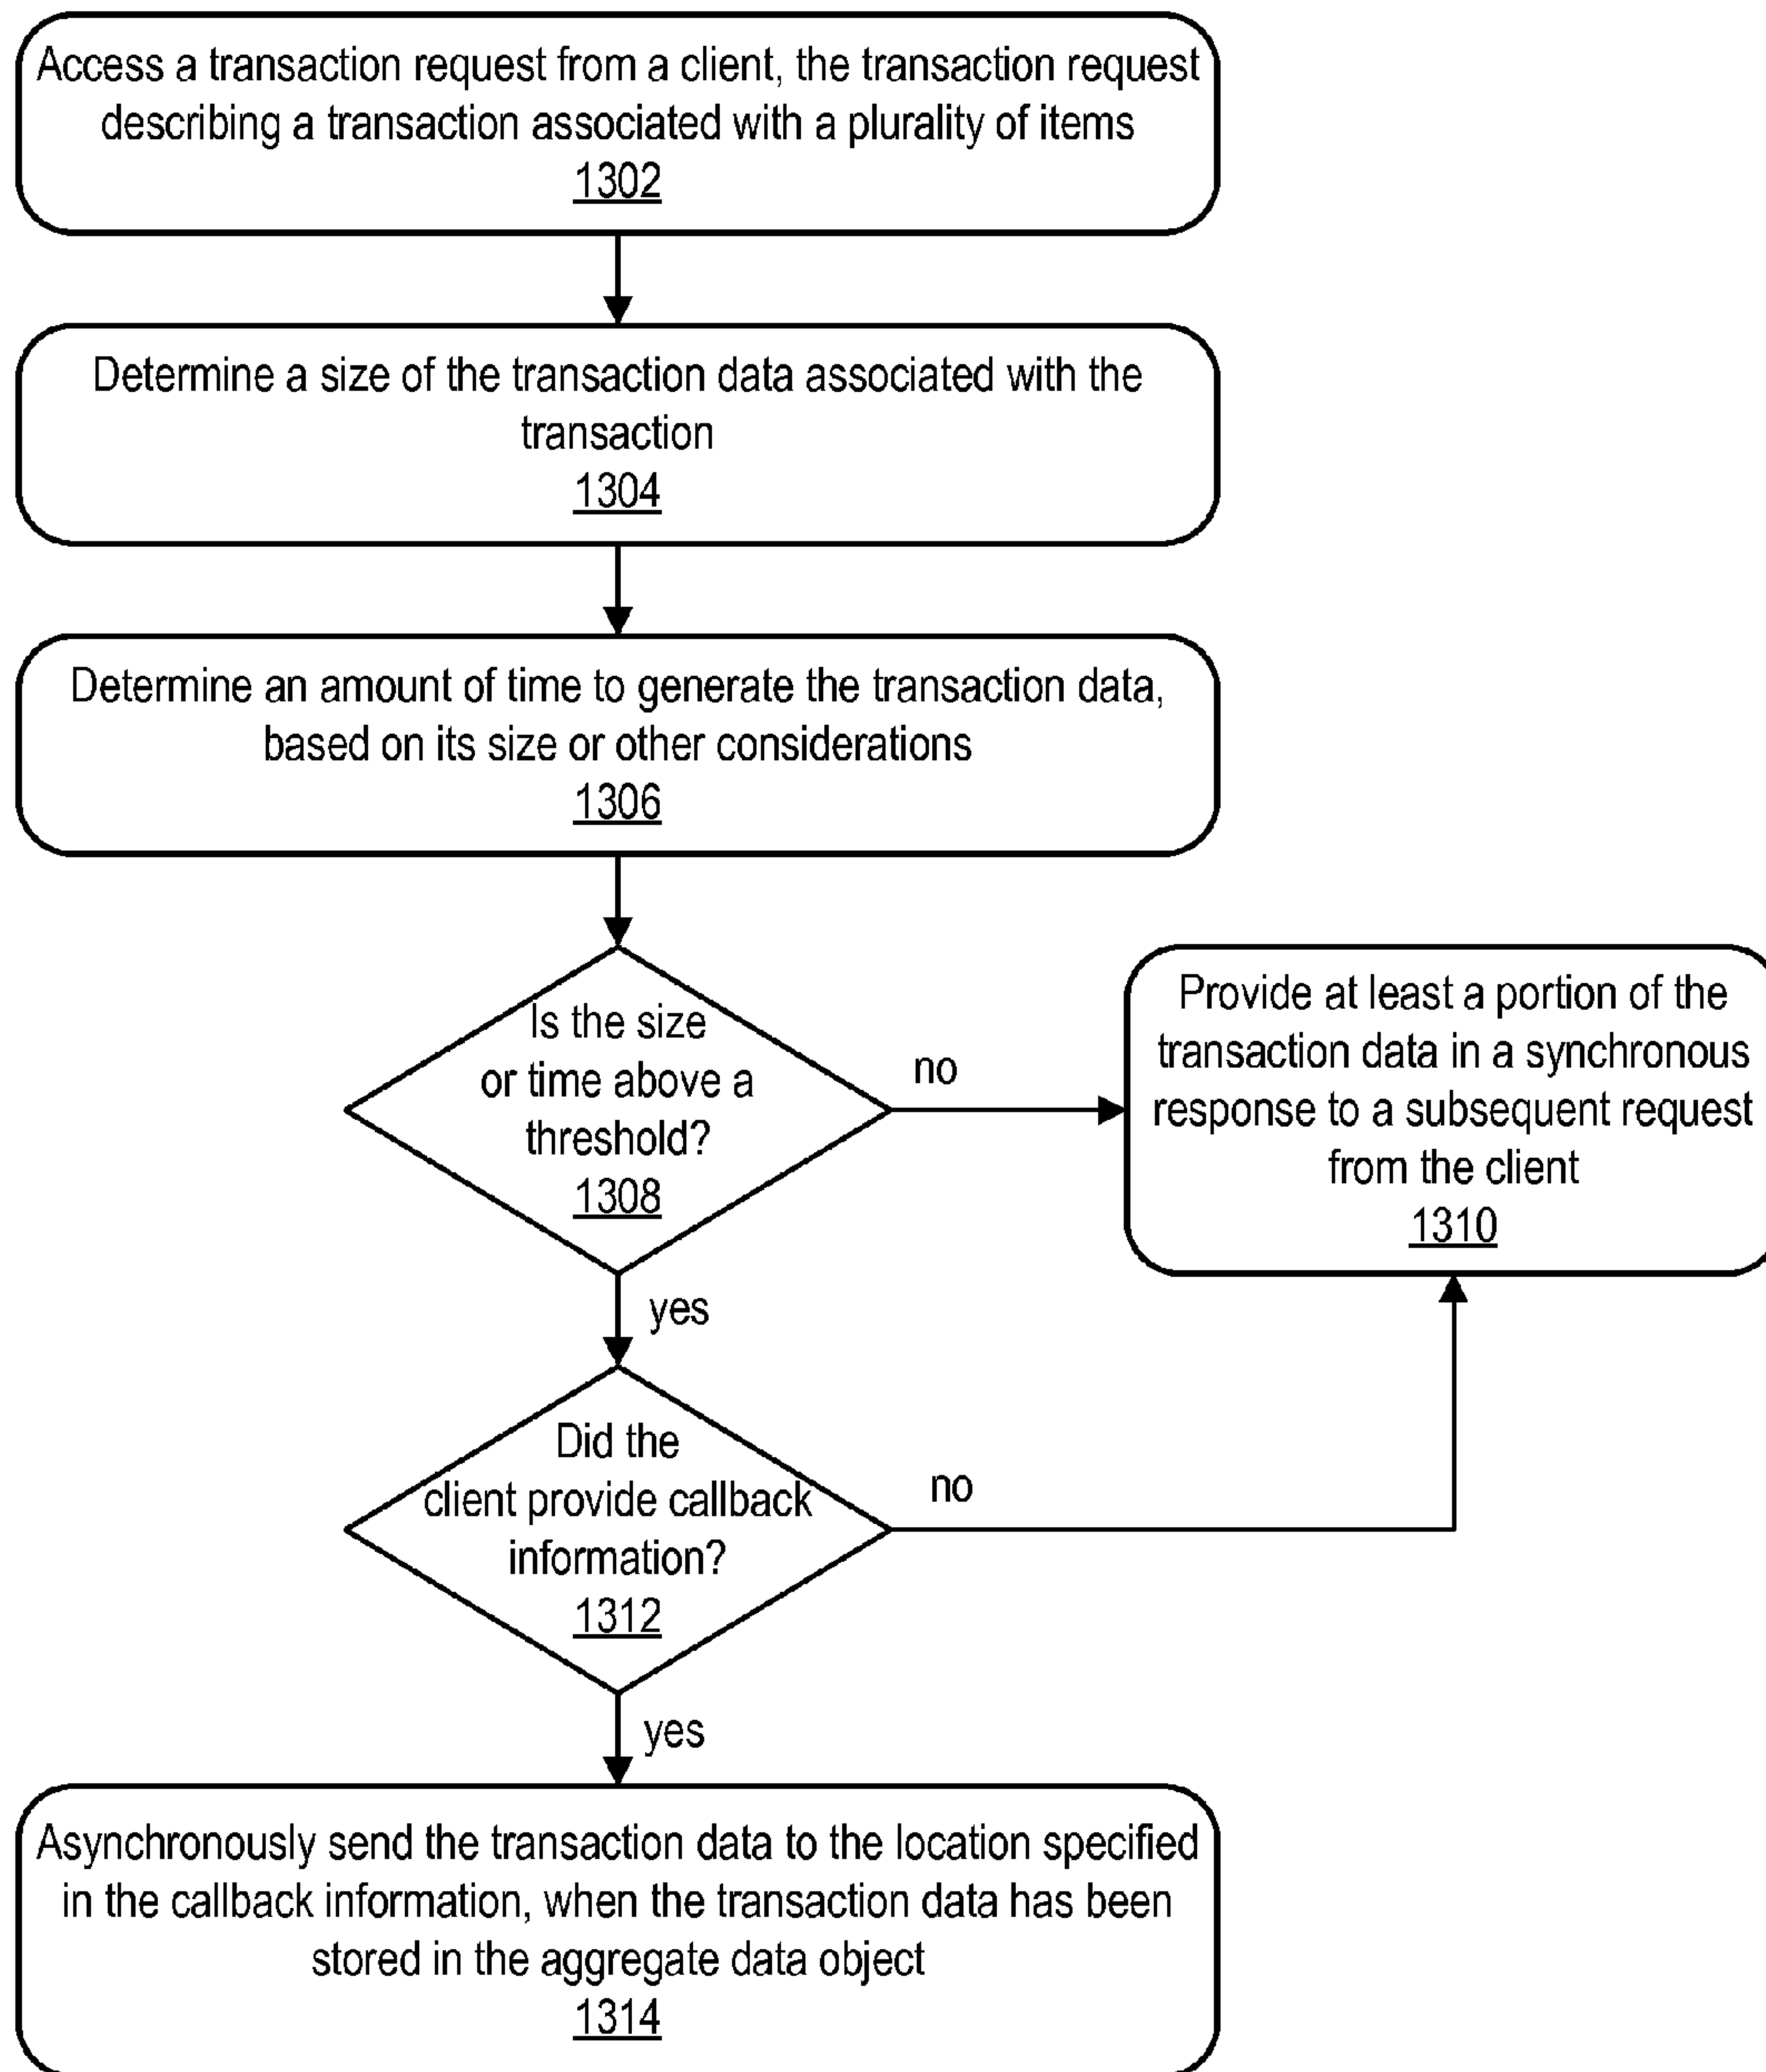 Access a transaction request from a client, the transaction request
describing a transaction associated with a plurality of items
1302
Determine a size of the transaction data associated with the
transaction
1304
Determine an amount of time to generate the transaction data,
based on its size or other considerations
1306
Is the size
or time above a
threshold?
1308
no
Provide at least a portion of the
transaction data in a synchronous
response to a subsequent request
from the client
1310
yes
Did the
client provide callback
information?
1312
no
yes
Asynchronously send the transaction data to the location specified
in the callback information, when the transaction data has been
stored in the aggregate data object
1314